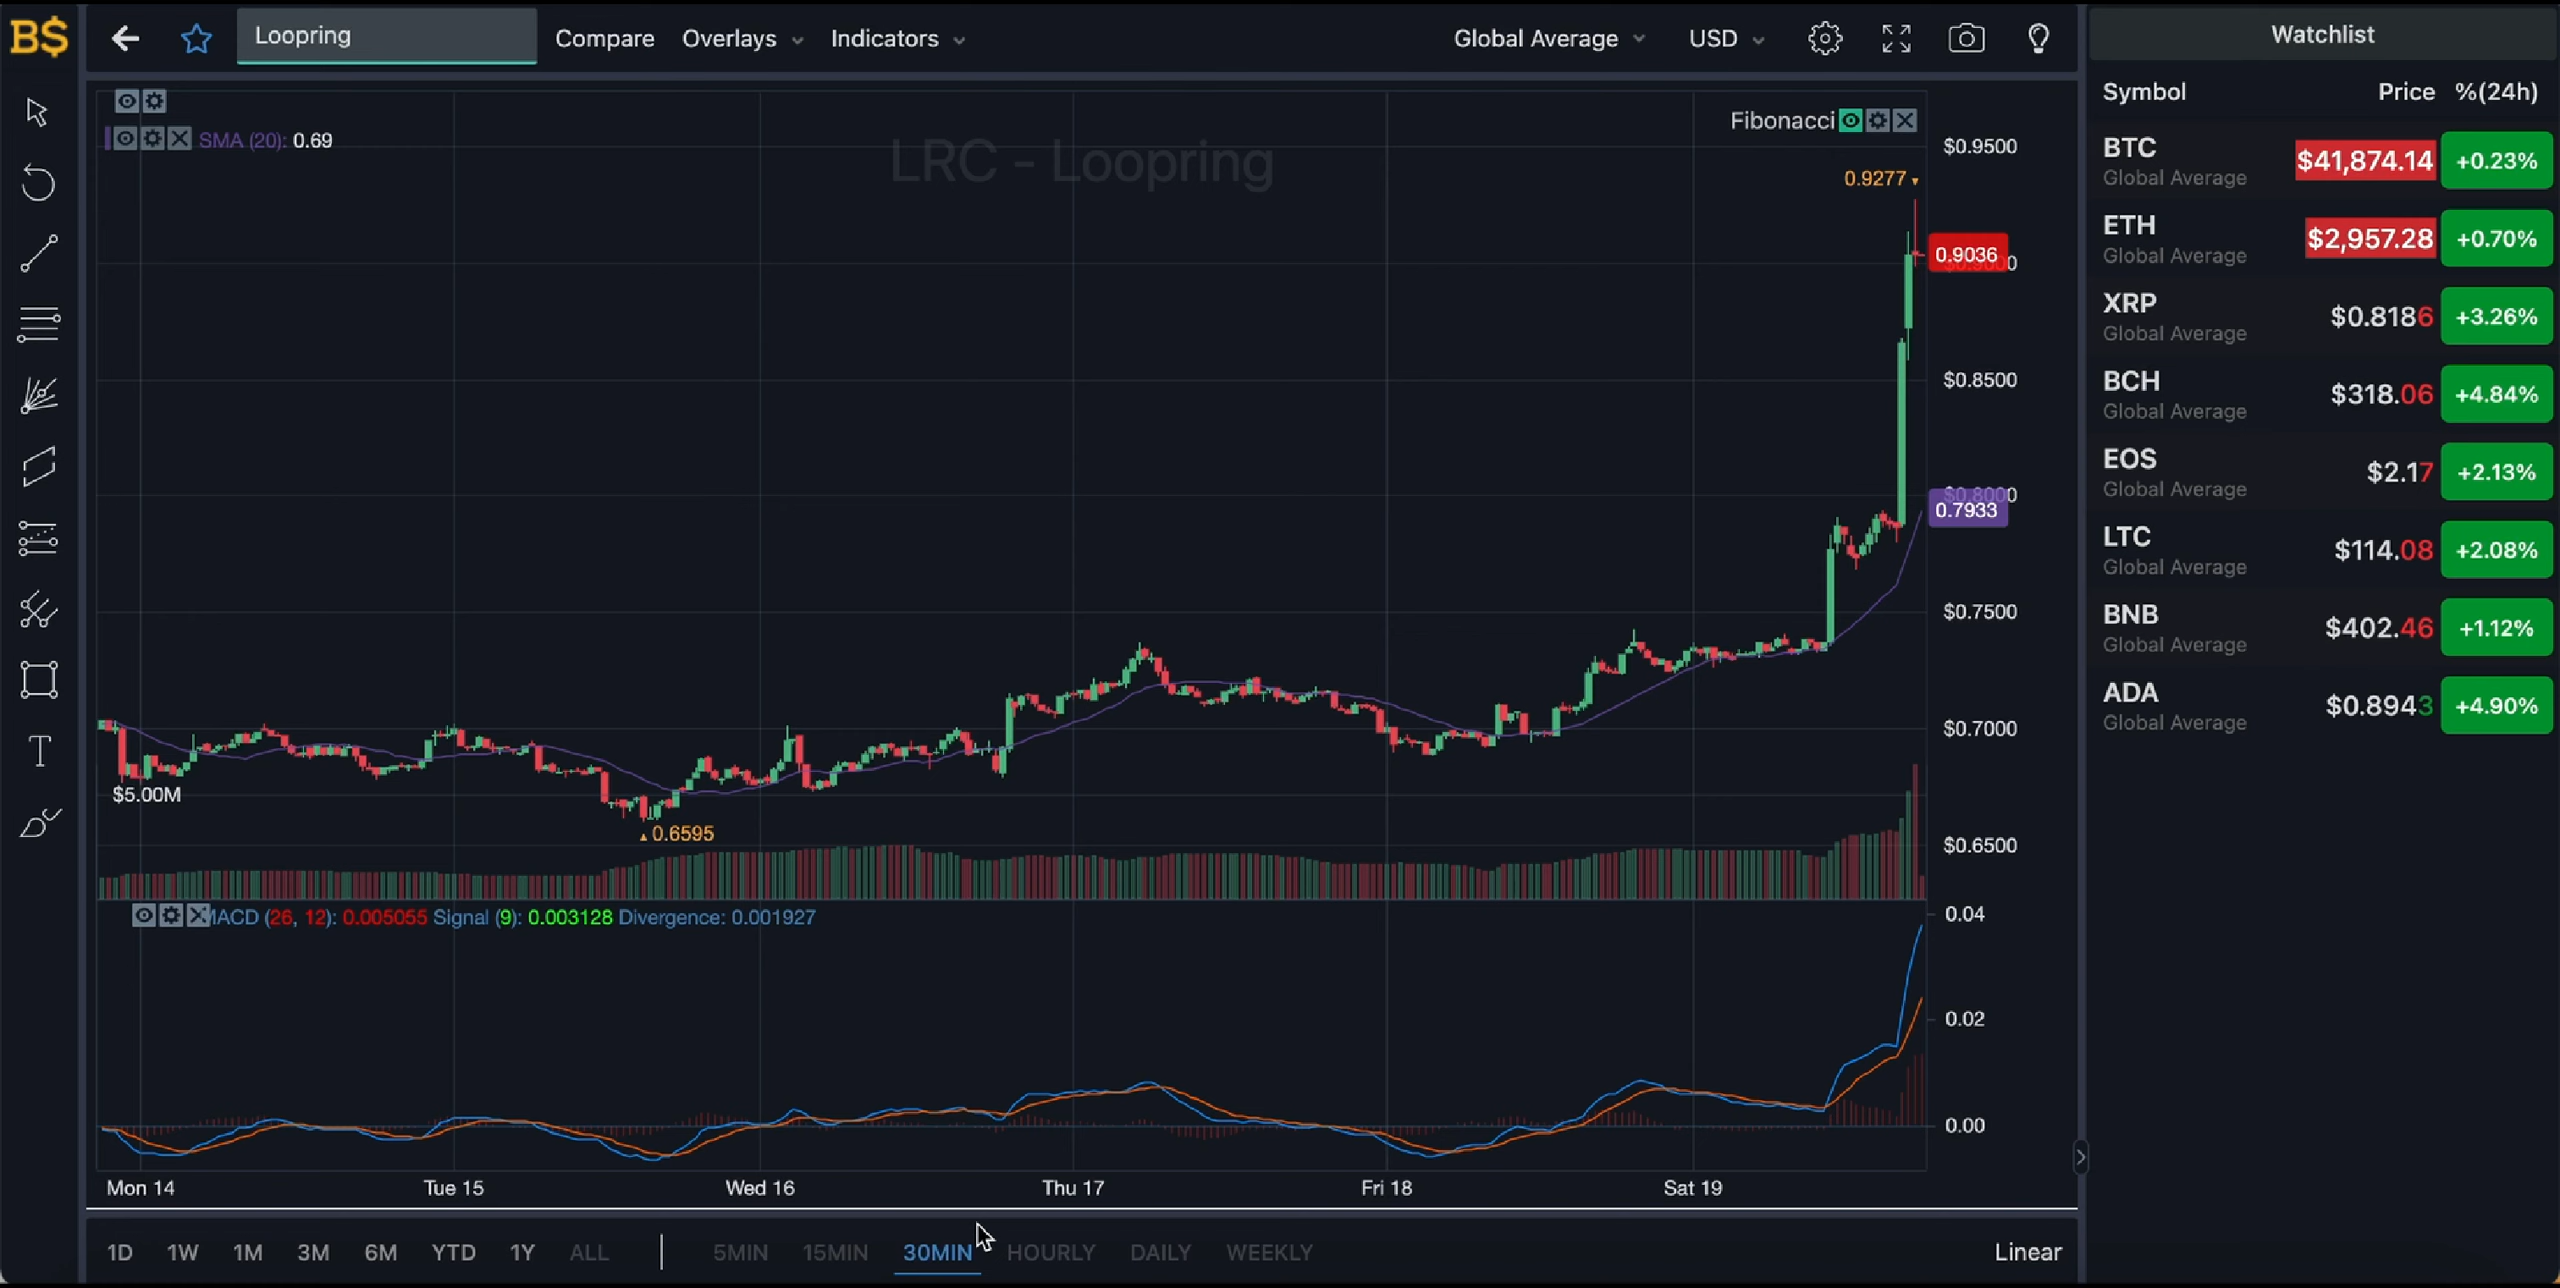 B$
Loopring
Compare
Overlays
Indicators
Global Average
USD
Watchlist
Symbol Price %(24h)
BTC $41,874.14 +0.23%
Global Average
ETH $2,957.28 +0.70%
Global Average
XRP $0.8186 +3.26%
Global Average
BCH $318.06 +4.84%
Global Average
EOS $2.17 +2.13%
Global Average
LTC $114.08 +2.08%
Global Average
BNB $402.46 +1.12%
Global Average
ADA $0.8943 +4.90%
Global Average
SMA (20): 0.69
LRC - Loopring
Fibonacci
0.9277
$0.9500
0.9036
$0.8500
$0.8000
0.7933
$0.7500
$0.7000
$0.6500
$5.00M
0.6595
MACD (26, 12): 0.005055 Signal (9): 0.003128 Divergence: 0.001927
0.04
0.02
0.00
Mon 14 Tue 15 Wed 16 Thu 17 Fri 18 Sat 19
1D 1W 1M 3M 6M YTD 1Y ALL 5MIN 15MIN 30MIN HOURLY DAILY WEEKLY Linear
T